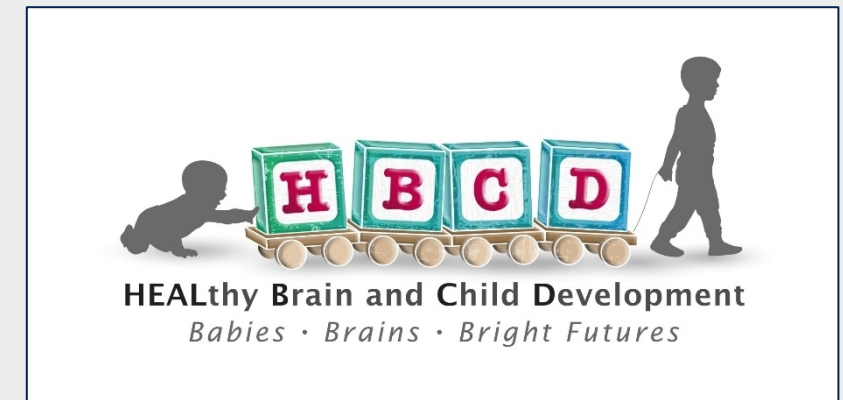 H B C D
HEALthy Brain and Child Development
Babies · Brains · Bright Futures